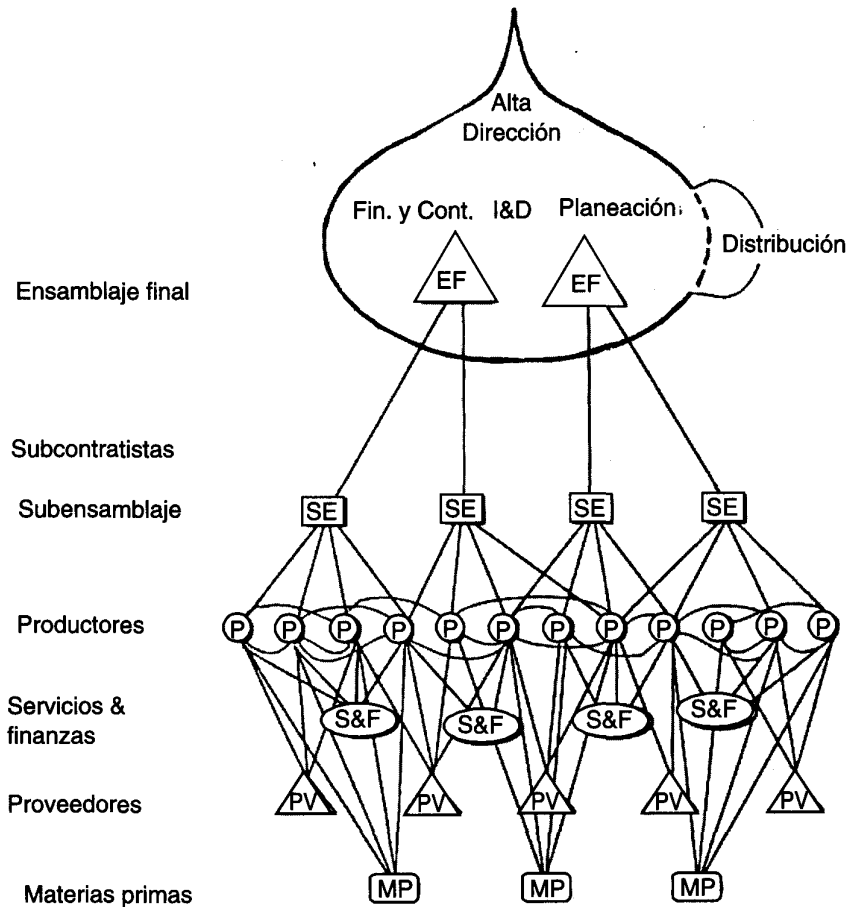 Alta
Dirección
Fin. y Cont. I&D Planeación
Distribución
EF EF
Ensamblaje final
Subcontratistas
Subensamblaje SE SE SE SE
Productores P P P P P P P P P P P P
Servicios &
finanzas
S&F S&F S&F S&F
Proveedores PV PV PV PV PV
Materias primas MP MP MP